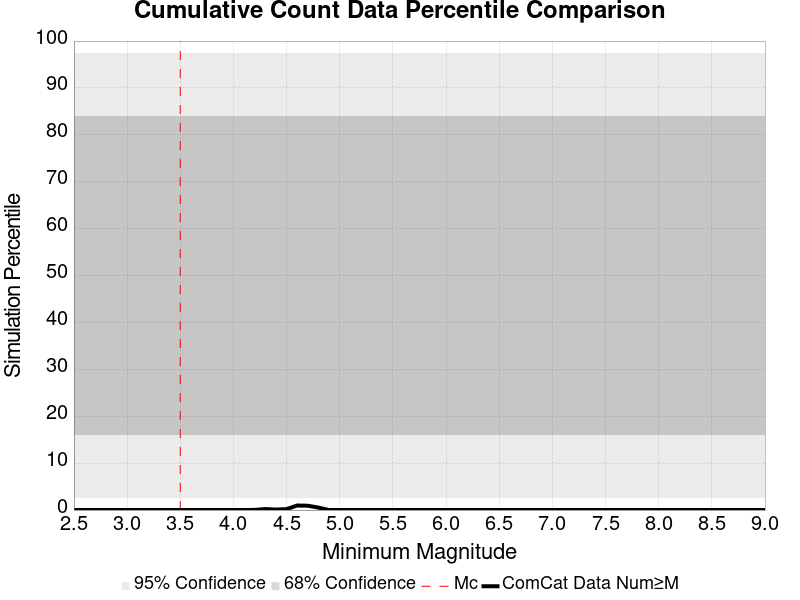 Cumulative Count Data Percentile Comparison
100
90
80
70
60
50
40
30
20
10
0
Simulation Percentile
2.5 3.0 3.5 4.0 4.5 5.0 5.5 6.0 6.5 7.0 7.5 8.0 8.5 9.0
Minimum Magnitude
95% Confidence 68% Confidence Mc ComCat Data Num≥M